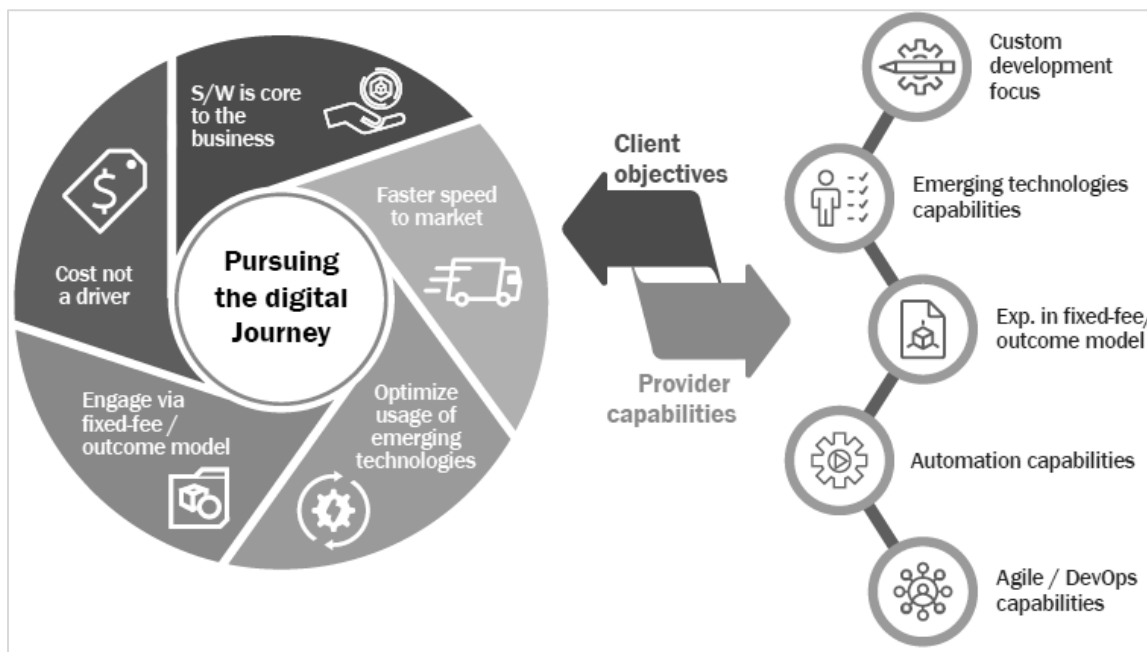 S/W is core
to the
business
Faster speed
to market
Optimize
usage of
emerging
technologies
Engage via
fixed-fee /
outcome model
Cost not
a driver
$
Pursuing
the digital
Journey
Client
objectives
Provider
capabilities
Custom
development
focus
Emerging technologies
capabilities
Exp. in fixed-fee/
outcome model
Automation capabilities
Agile / DevOps
capabilities